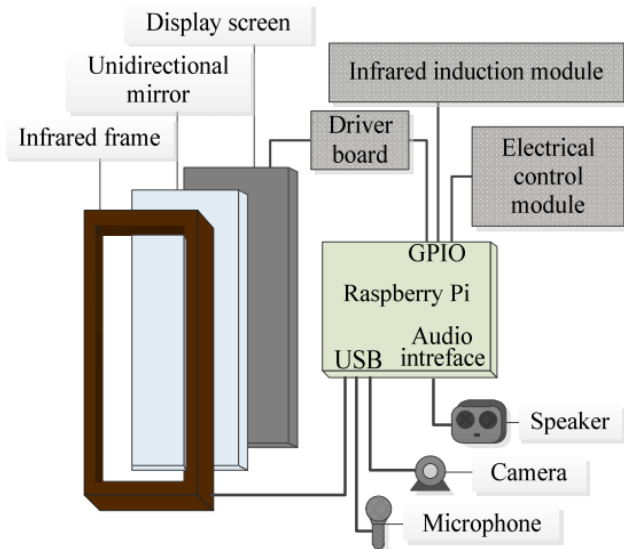 Display screen
Unidirectional
mirror
Infrared frame
Infrared induction module
Driver
board
Electrical
control
module
GPIO
Raspberry Pi
Audio
USB intreface
Speaker
Camera
Microphone